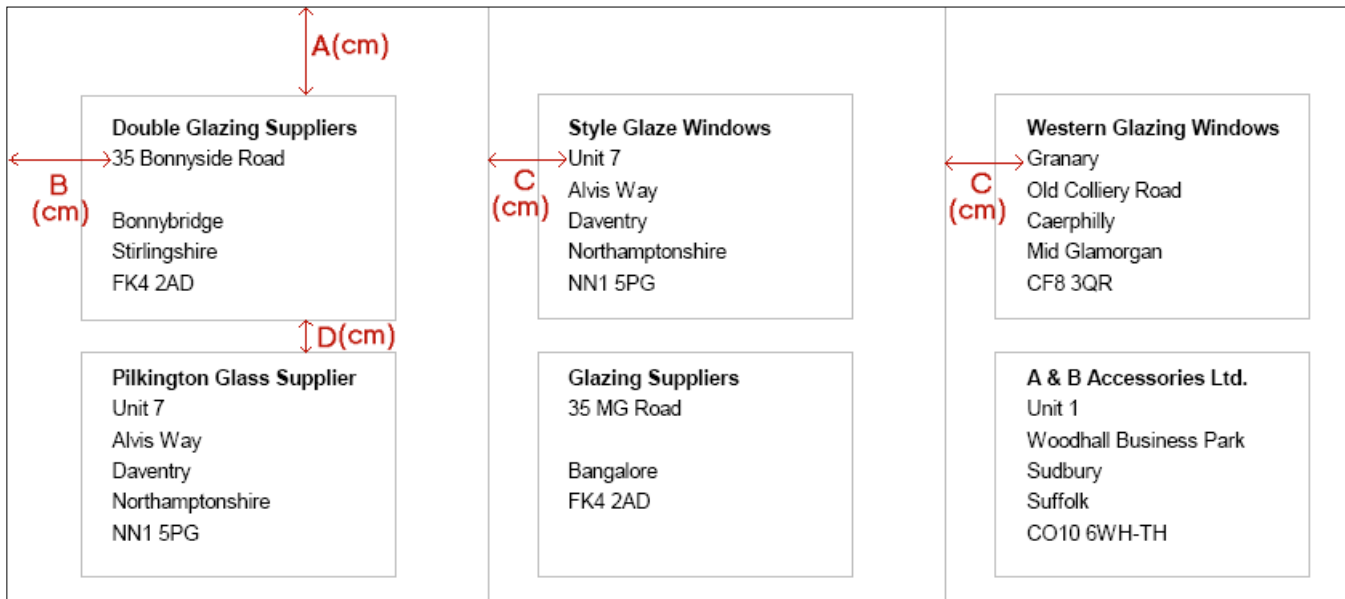 A(cm)
Double Glazing Suppliers
35 Bonnyside Road
Bonnybridge
Stirlingshire
FK4 2AD
B
(cm)
Style Glaze Windows
Unit 7
Alvis Way
Daventry
Northamptonshire
NN1 5PG
C
(cm)
Western Glazing Windows
Granary
Old Colliery Road
Caerphilly
Mid Glamorgan
CF8 3QR
C
(cm)
D(cm)
Pilkington Glass Supplier
Unit 7
Alvis Way
Daventry
Northamptonshire
NN1 5PG
Glazing Suppliers
35 MG Road
Bangalore
FK4 2AD
A & B Accessories Ltd.
Unit 1
Woodhall Business Park
Sudbury
Suffolk
CO10 6WH-TH